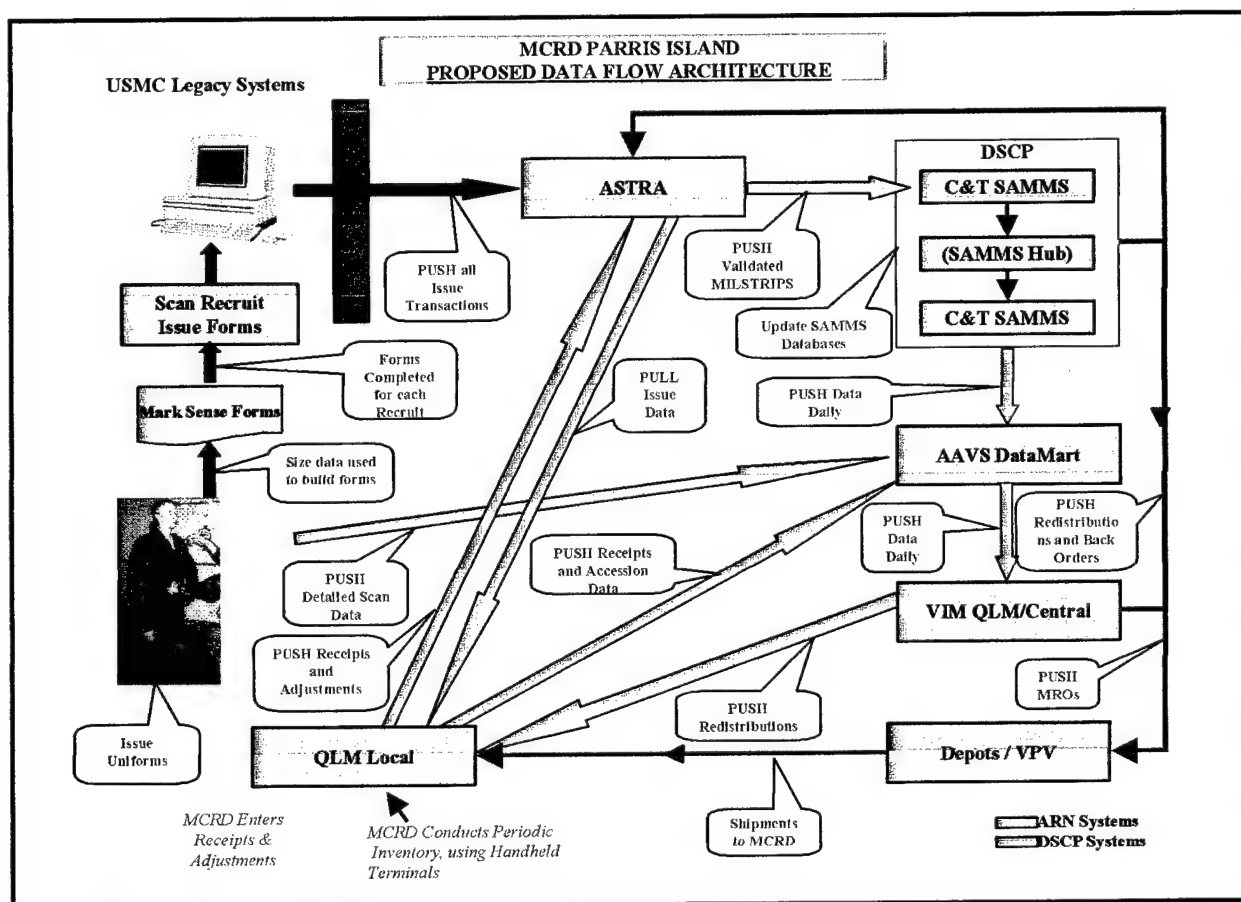 MCRD PARRIS ISLAND
PROPOSED DATA FLOW ARCHITECTURE
USMC Legacy Systems
ASTRA
DSCP
C&T SAMMS
(SAMMS Hub)
C&T SAMMS
PUSH all
Issue
Transactions
PUSH
Validated
MILSTRIPS
Update SAMMS
Databases
Scan Recruit
Issue Forms
Forms
Completed
for each
Recruit
PULL
Issue
Data
PUSH Data
Daily
Mark Sense Forms
Size data used
to build forms
AAVS DataMart
PUSH
Data
Daily
PUSH
Redistributio
ns and Back
Orders
PUSH
Detailed Scan
Data
PUSH Receipts
and Accession
Data
PUSH Receipts
and
Adjustments
VIM QLM/Central
PUSH
MROs
PUSH
Redistributions
Issue
Uniforms
QLM Local
Depots / VPV
MCRD Enters
Receipts &
Adjustments
MCRD Conducts Periodic
Inventory, using Handheld
Terminals
Shipments
to MCRD
ARN Systems
DSCP Systems